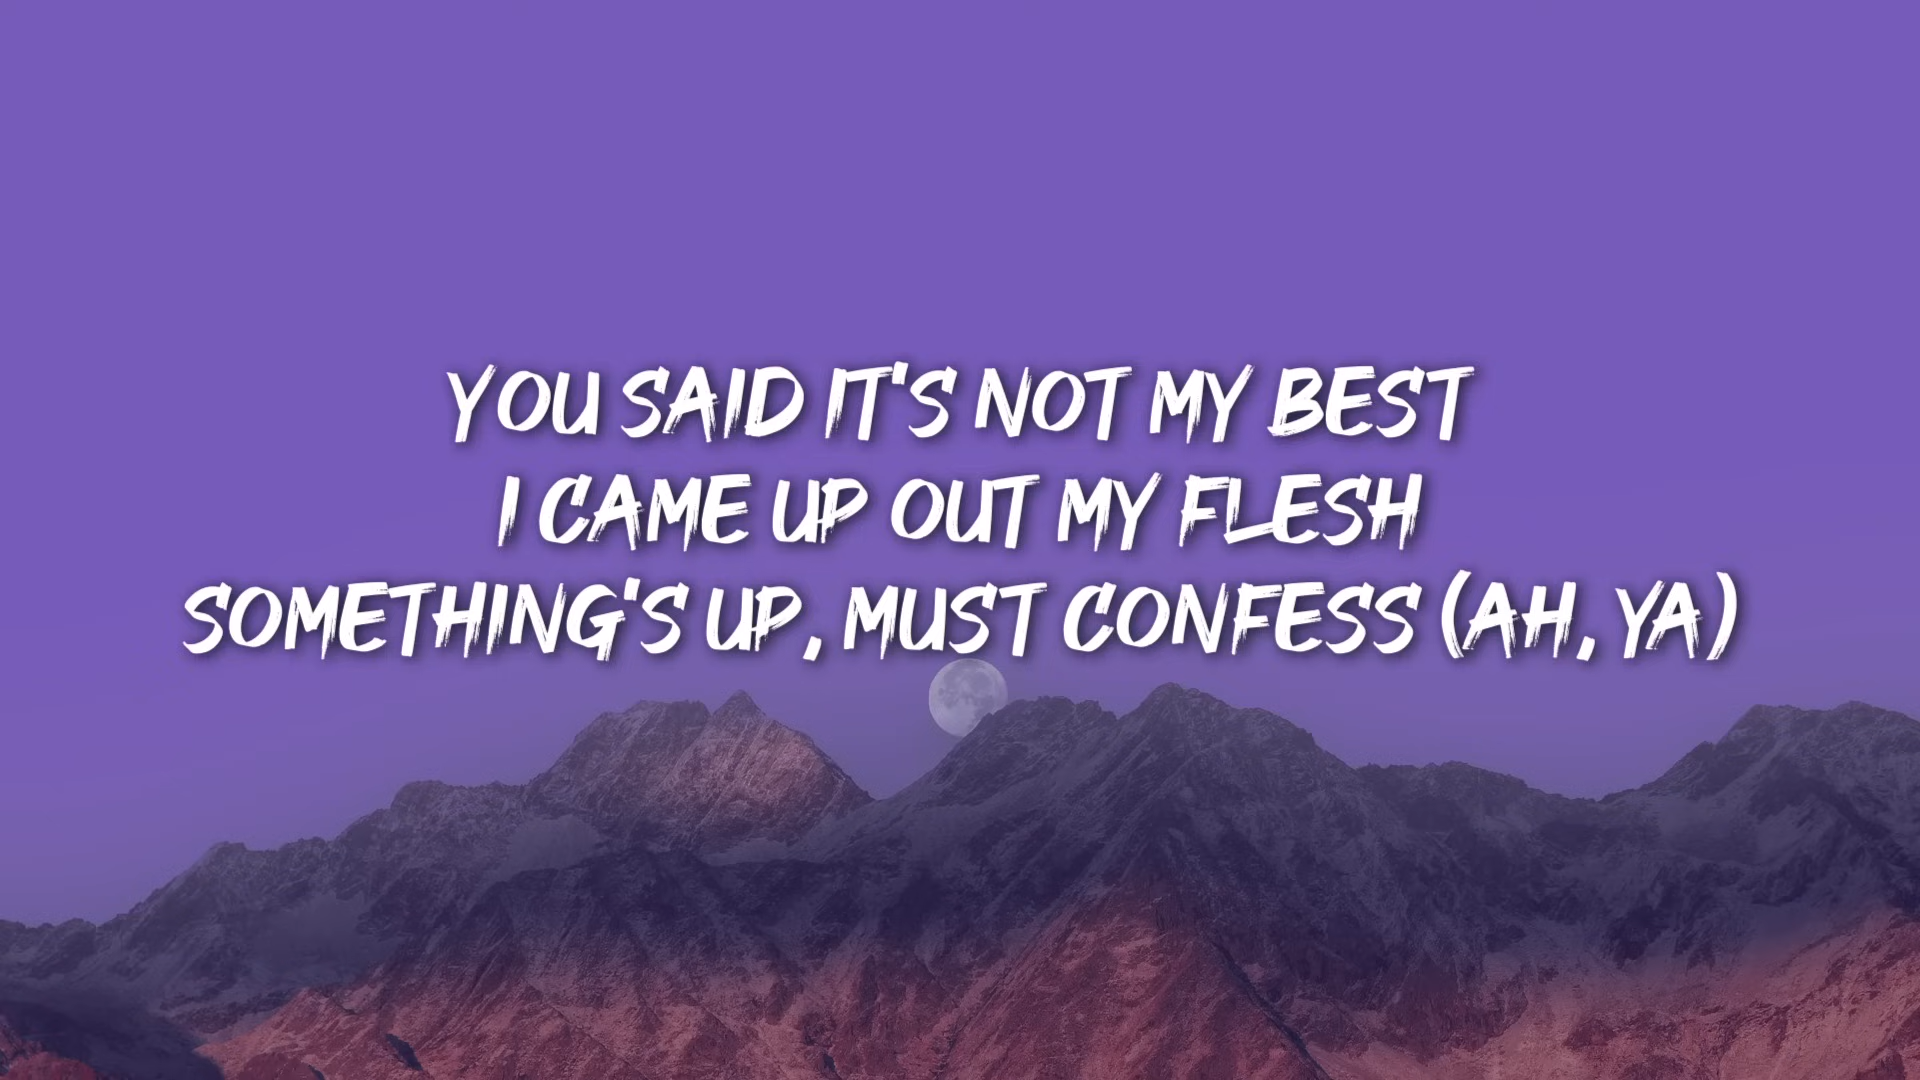 YOU SAID IT'S NOT MY BEST
I CAME UP OUT MY FLESH
SOMETHING'S UP, MUST CONFESS (AH, YA)